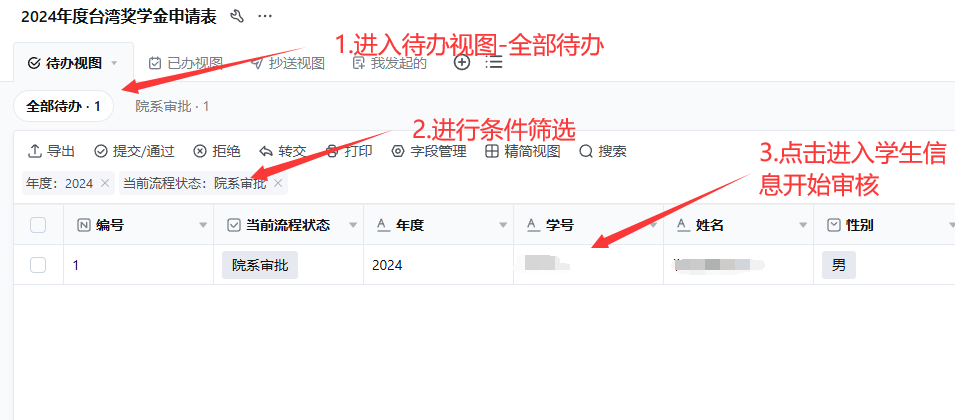 2024年度台湾奖学金申请表
1.进入待办视图-全部待办
待办视图 已办视图 抄送视图 我发起的
全部待办 · 1 院系审批 · 1
2.进行条件筛选
导出 提交/通过 拒绝 转交 打印 字段管理 精简视图 搜索
3.点击进入学生信
息开始审核
年度：2024 × 当前流程状态：院系审批 ×
编号 当前流程状态 年度 学号 姓名 性别
1 院系审批 2024 男